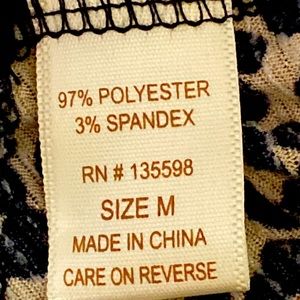 97% POLYESTER
3% SPANDEX
RN # 135598
SIZE M
MADE IN CHINA
CARE ON REVERSE